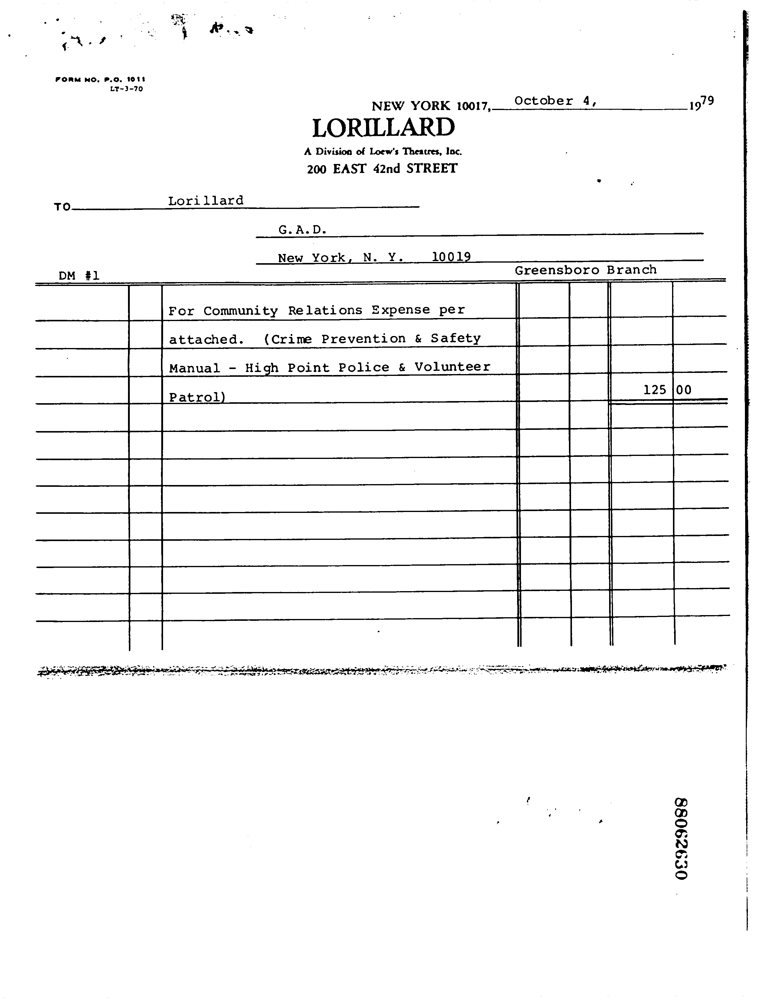 FORM NO. P.O. 1011
LT-3-70
NEW YORK 10017, October 4, 1979
LORILLARD
A Division of Loew's Theatres, Inc.
200 EAST 42nd STREET
TO Lorillard
G.A.D.
New York, N. Y. 10019
DM #1 Greensboro Branch
For Community Relations Expense per
attached. (Crime Prevention & Safety
Manual - High Point Police & Volunteer
Patrol) 125 00
88062630